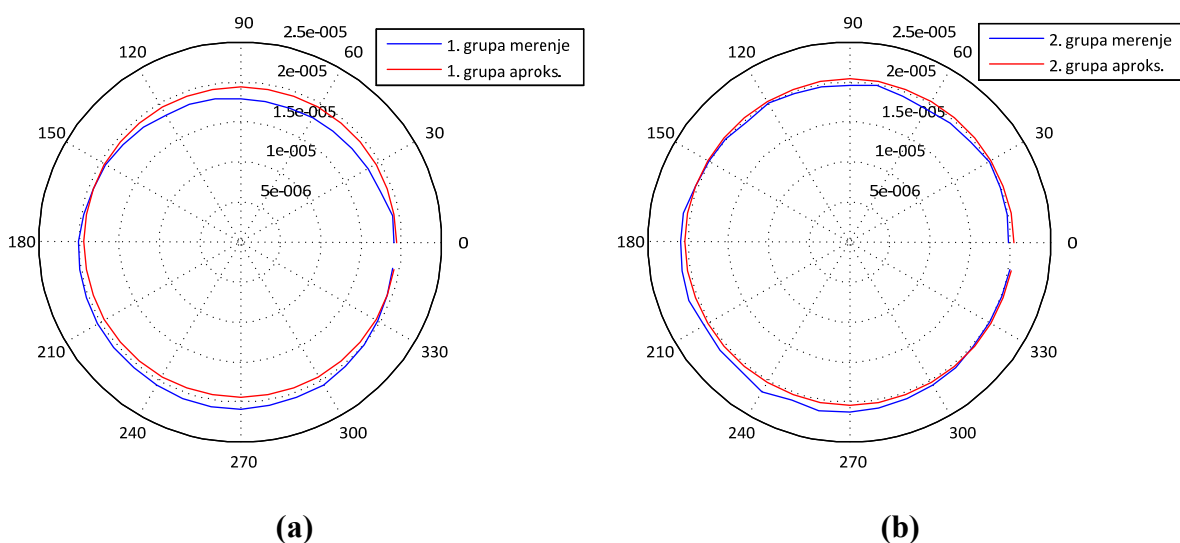 90
2.5e-005
120
60
2e-005
1.5e-005
150
30
1e-005
5e-006
180
0
210
330
240
300
270
1. grupa merenje
1. grupa aproks.
(a)
90
2.5e-005
120
60
2e-005
1.5e-005
150
30
1e-005
5e-006
180
0
210
330
240
300
270
2. grupa merenje
2. grupa aproks.
(b)